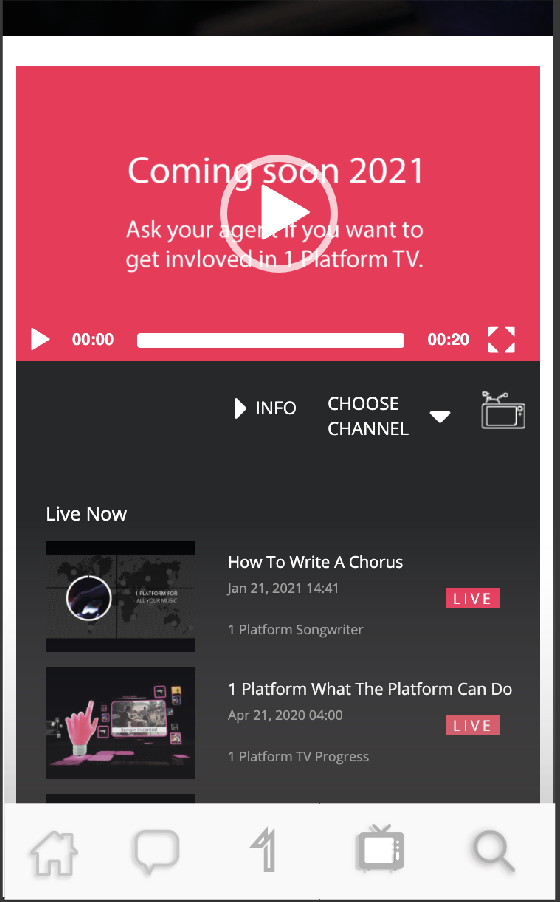 Coming soon 2021
Ask your agent if you want to
get invloved in 1 Platform TV.
00:00
00:20
INFO
CHOOSE
CHANNEL
Live Now
1 PLATFORM FOR
ALL YOUR MUSIC
How To Write A Chorus
Jan 21, 2021 14:41
LIVE
1 Platform Songwriter
1 Platform What The Platform Can Do
Apr 21, 2020 04:00
LIVE
1 Platform TV Progress
1